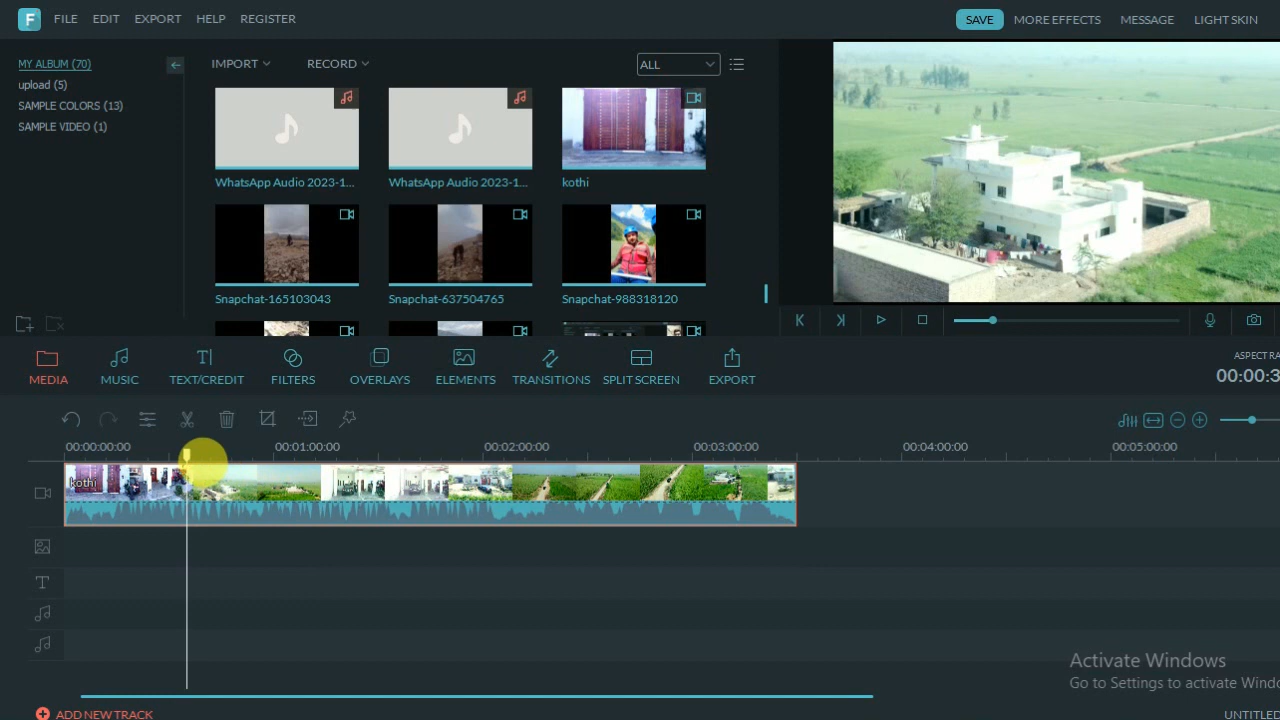 F FILE EDIT EXPORT HELP REGISTER SAVE MORE EFFECTS MESSAGE LIGHT SKIN
MY ALBUM (70)
upload (5)
SAMPLE COLORS (13)
SAMPLE VIDEO (1)
IMPORT RECORD ALL
WhatsApp Audio 2023-1... WhatsApp Audio 2023-1... kothi
Snapchat-165103043 Snapchat-637504765 Snapchat-988318120
MEDIA MUSIC TEXT/CREDIT FILTERS OVERLAYS ELEMENTS TRANSITIONS SPLIT SCREEN EXPORT
ASPECT RA
00:00:3
00:00:00:00 00:01:00:00 00:02:00:00 00:03:00:00 00:04:00:00 00:05:00:00
kothi
T
Activate Windows
Go to Settings to activate Windo
ADD NEW TRACK
UNTITLED